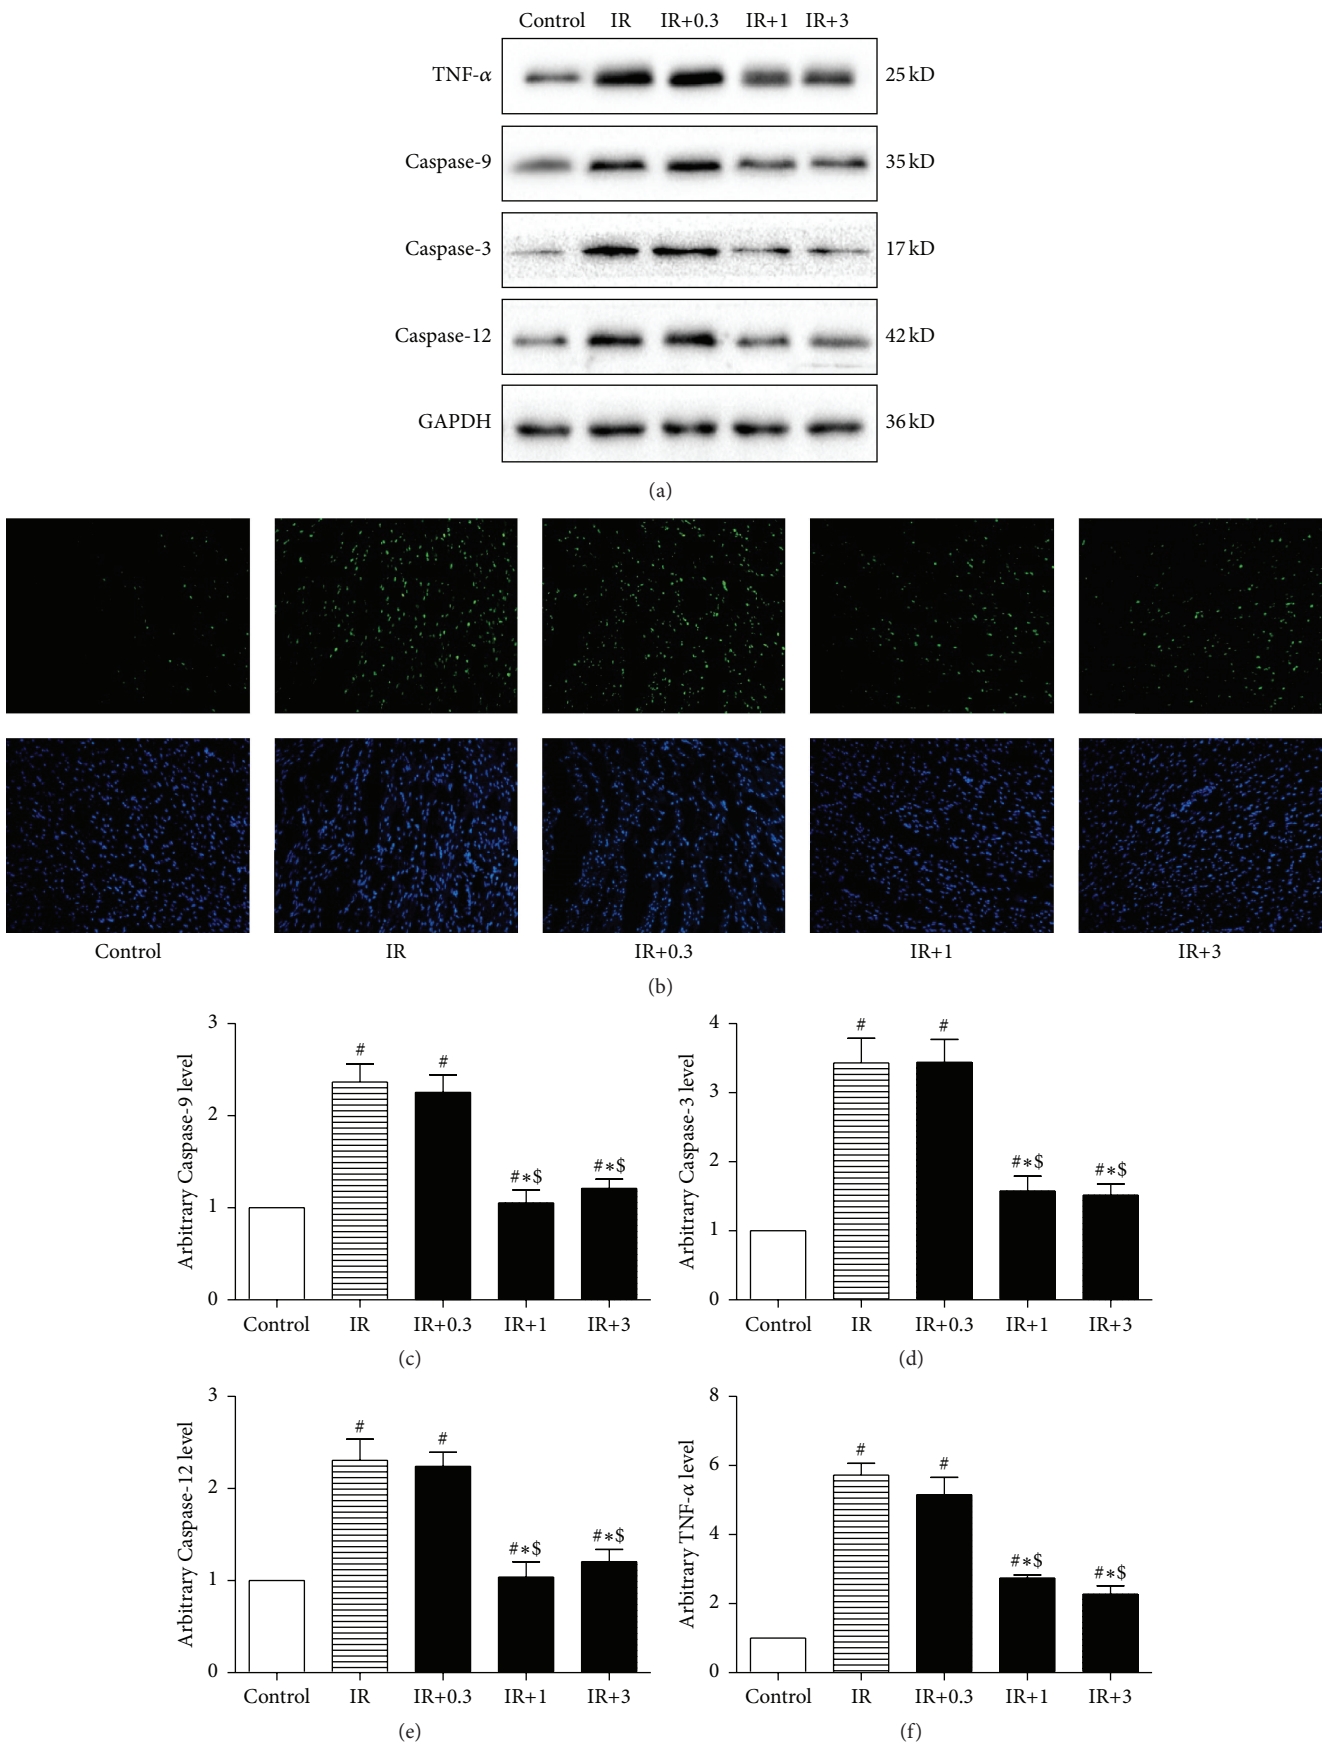 Control IR IR+0.3 IR+1 IR+3
TNF-α 25 kD
Caspase-9 35 kD
Caspase-3 17 kD
Caspase-12 42 kD
GAPDH 36 kD
(a)
Control IR IR+0.3 IR+1 IR+3
(b)
Arbitrary Caspase-9 level
3
2
1
0
#
#
#*$
#*$
Control IR IR+0.3 IR+1 IR+3
(c)
Arbitrary Caspase-3 level
4
3
2
1
0
#
#
#*$
#*$
Control IR IR+0.3 IR+1 IR+3
(d)
Arbitrary Caspase-12 level
3
2
1
0
#
#
#*$
#*$
Control IR IR+0.3 IR+1 IR+3
(e)
Arbitrary TNF-α level
8
6
4
2
0
#
#
#*$
#*$
Control IR IR+0.3 IR+1 IR+3
(f)